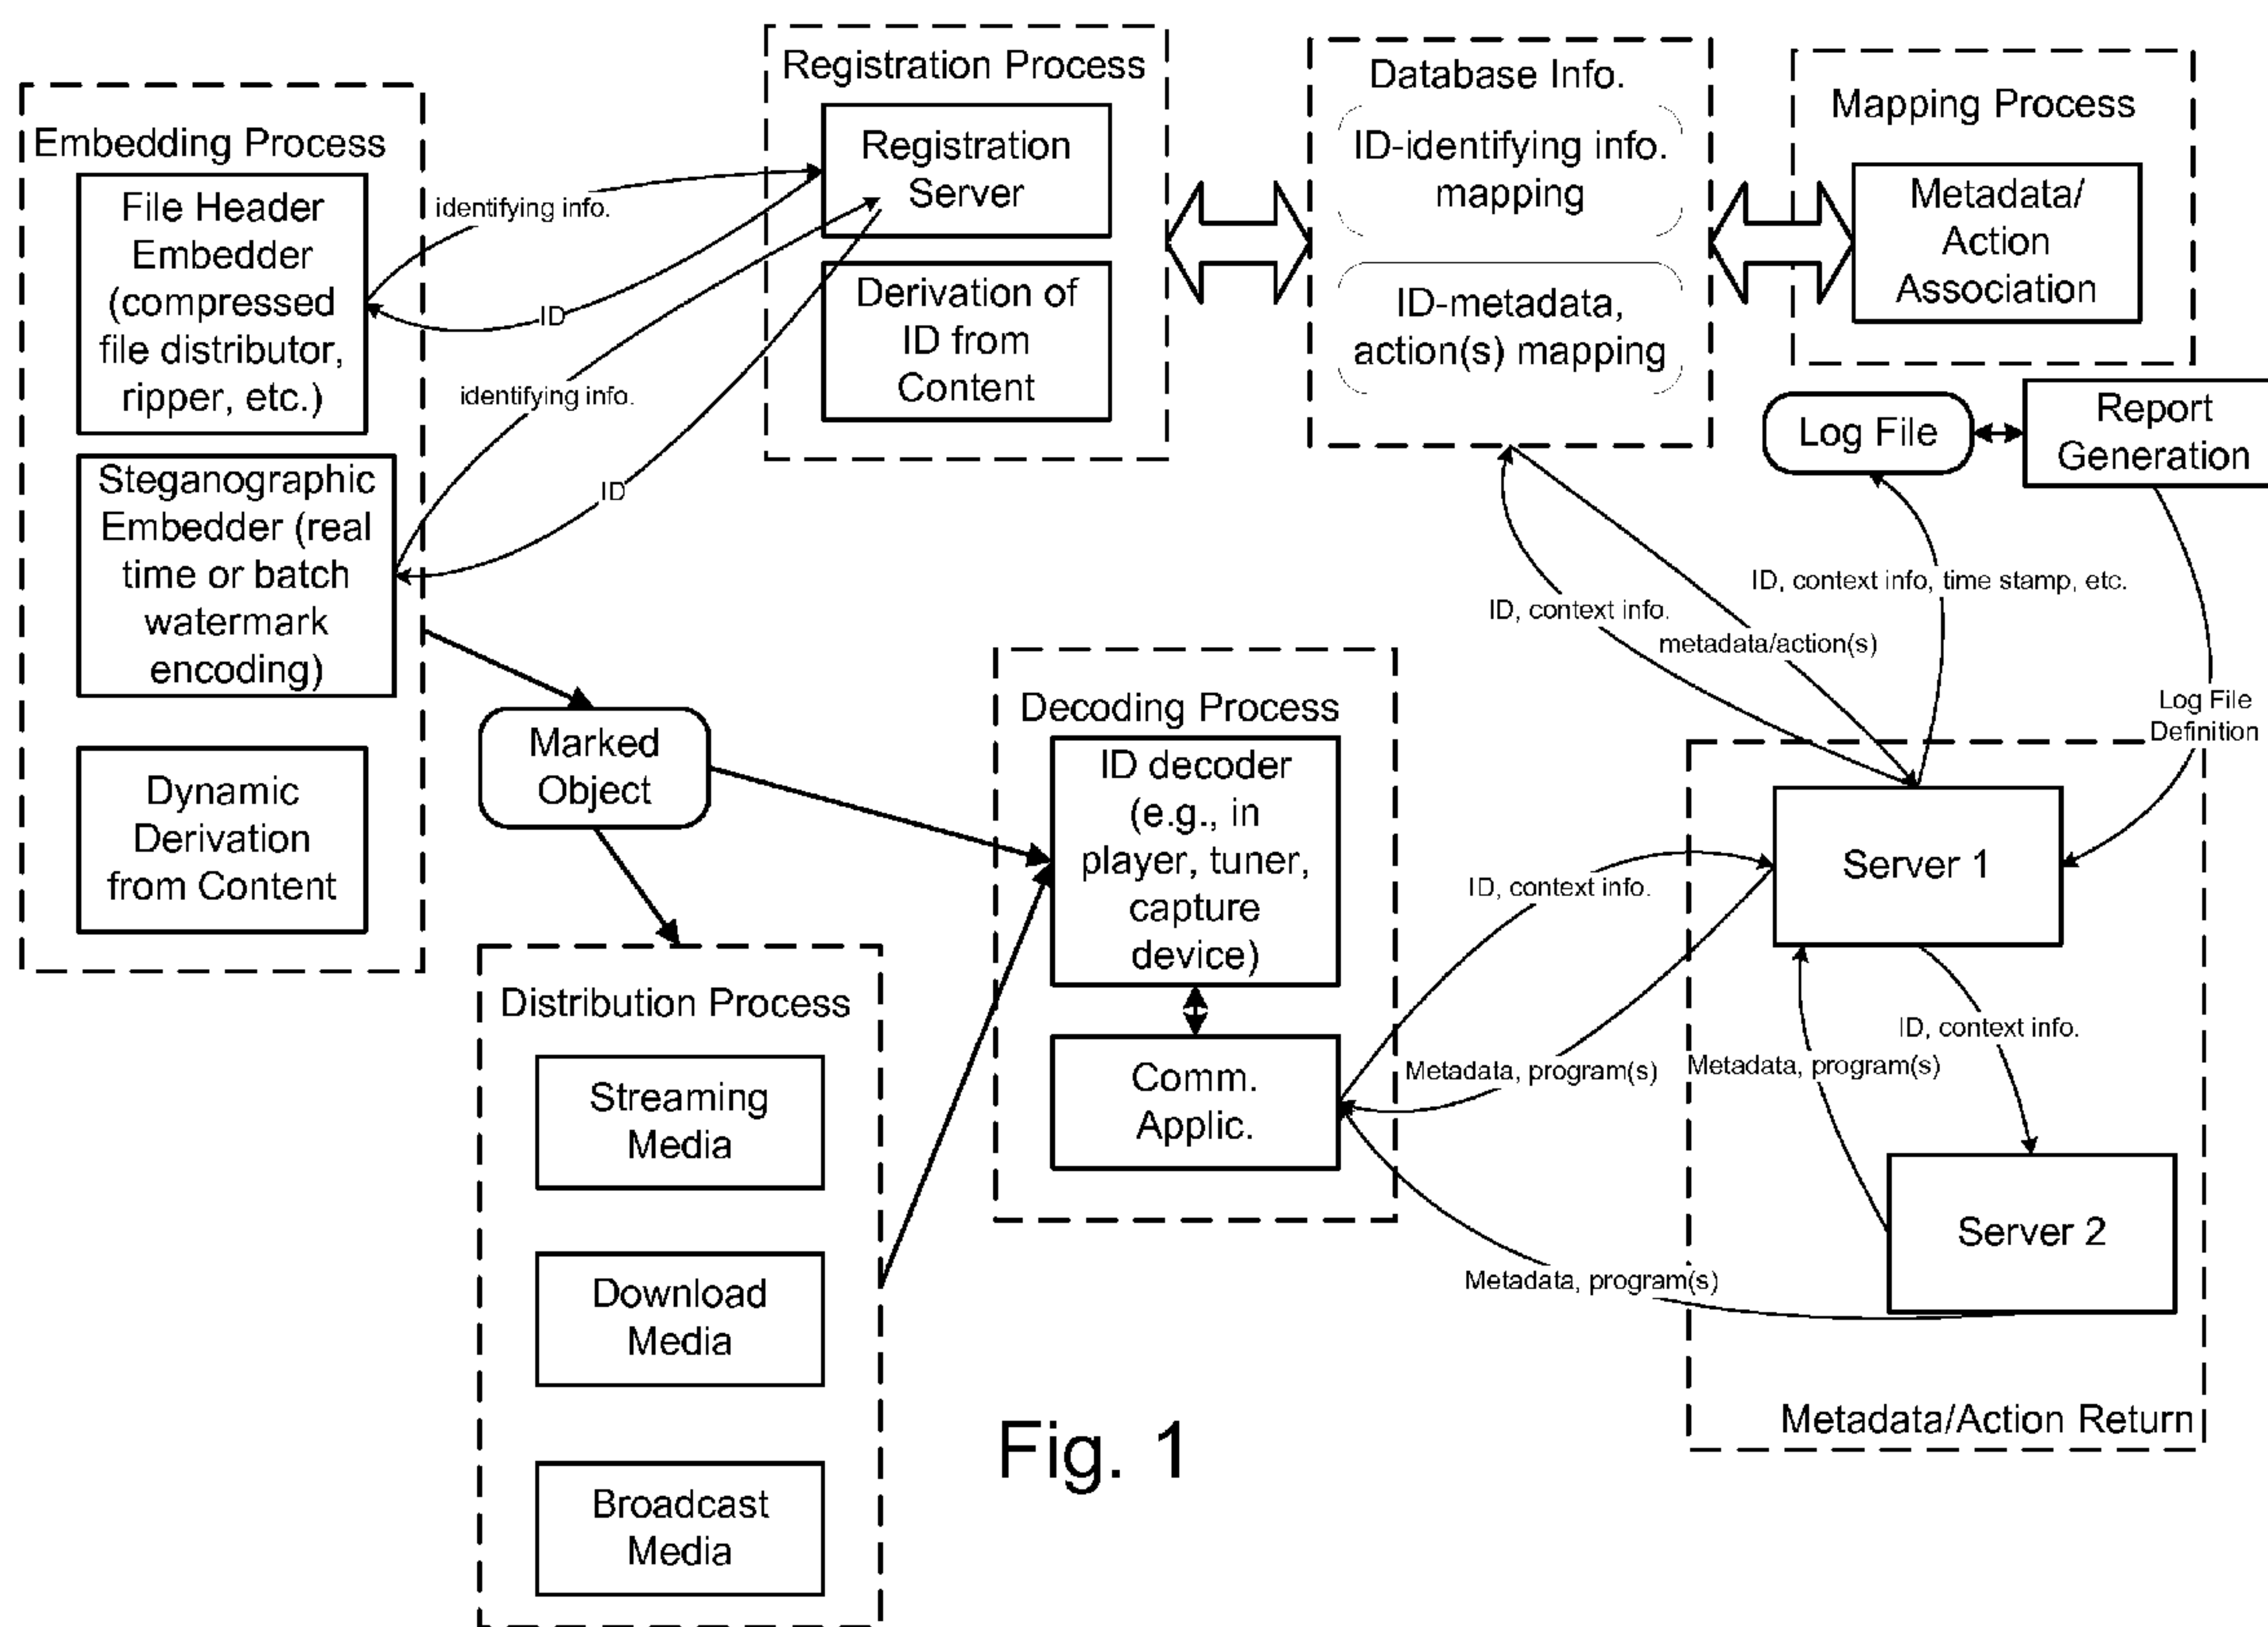 Embedding Process
File Header
Embedder
(compressed
file distributor,
ripper, etc.)
Steganographic
Embedder (real
time or batch
watermark
encoding)
Dynamic
Derivation
from Content
identifying info.
ID
identifying info.
ID
Registration Process
Registration
Server
Derivation of
ID from
Content
Database Info.
ID-identifying info.
mapping
ID-metadata,
action(s) mapping
Mapping Process
Metadata/
Action
Association
Log File
Report
Generation
ID, context info, time stamp, etc.
ID, context info.
metadata/action(s)
Log File
Definition
Marked
Object
Decoding Process
ID decoder
(e.g., in
player, tuner,
capture
device)
Comm.
Applic.
ID, context info.
Metadata, program(s)
Server 1
ID, context info.
Metadata, program(s)
Server 2
Metadata, program(s)
Metadata/Action Return
Distribution Process
Streaming
Media
Download
Media
Broadcast
Media
Fig. 1